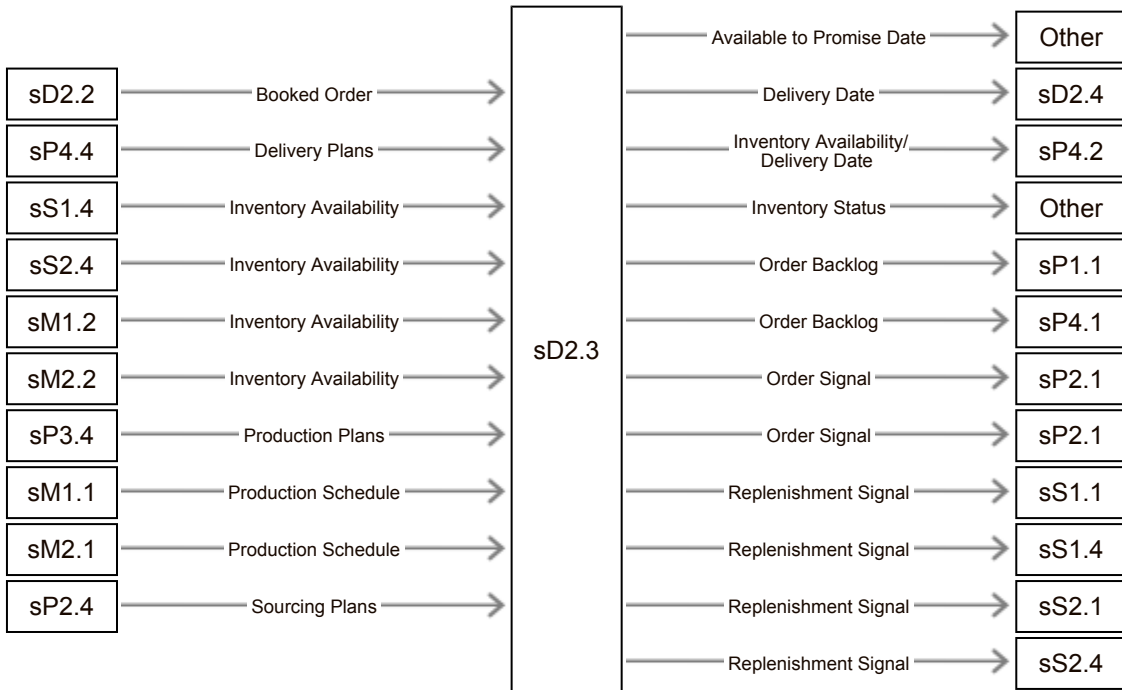 Available to Promise Date Other
sD2.2 Booked Order Delivery Date sD2.4
sP4.4 Delivery Plans Inventory Availability/
Delivery Date sP4.2
sS1.4 Inventory Availability Inventory Status Other
sS2.4 Inventory Availability Order Backlog sP1.1
sM1.2 Inventory Availability Order Backlog sP4.1
sD2.3
sM2.2 Inventory Availability Order Signal sP2.1
sP3.4 Production Plans Order Signal sP2.1
sM1.1 Production Schedule Replenishment Signal sS1.1
sM2.1 Production Schedule Replenishment Signal sS1.4
sP2.4 Sourcing Plans Replenishment Signal sS2.1
Replenishment Signal sS2.4